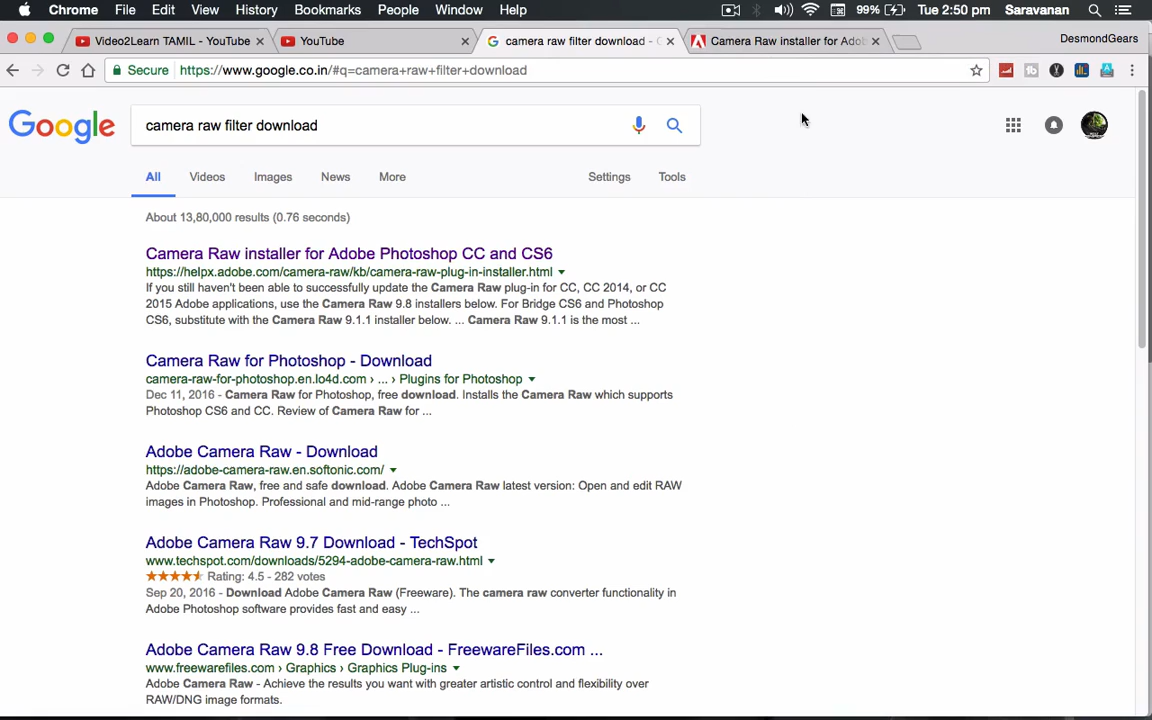 Chrome File Edit View History Bookmarks People Window Help 99% Tue 2:50 pm Saravanan
Video2Learn TAMIL - YouTube YouTube camera raw filter download - Camera Raw installer for Adob DesmondGears
Secure https://www.google.co.in/#q=camera+raw+filter+download
Google camera raw filter download
All Videos Images News More Settings Tools
About 13,80,000 results (0.76 seconds)
Camera Raw installer for Adobe Photoshop CC and CS6
https://helpx.adobe.com/camera-raw/kb/camera-raw-plug-in-installer.html
If you still haven't been able to successfully update the Camera Raw plug-in for CC, CC 2014, or CC
2015 Adobe applications, use the Camera Raw 9.8 installers below. For Bridge CS6 and Photoshop
CS6, substitute with the Camera Raw 9.1.1 installer below. ... Camera Raw 9.1.1 is the most ...
Camera Raw for Photoshop - Download
camera-raw-for-photoshop.en.lo4d.com › ... › Plugins for Photoshop
Dec 11, 2016 - Camera Raw for Photoshop, free download. Installs the Camera Raw which supports
Photoshop CS6 and CC. Review of Camera Raw for ...
Adobe Camera Raw - Download
https://adobe-camera-raw.en.softonic.com/
Adobe Camera Raw, free and safe download. Adobe Camera Raw latest version: Open and edit RAW
images in Photoshop. Professional and mid-range photo ...
Adobe Camera Raw 9.7 Download - TechSpot
www.techspot.com/downloads/5294-adobe-camera-raw.html
Rating: 4.5 - 282 votes
Sep 20, 2016 - Download Adobe Camera Raw (Freeware). The camera raw converter functionality in
Adobe Photoshop software provides fast and easy ...
Adobe Camera Raw 9.8 Free Download - FreewareFiles.com ...
www.freewarefiles.com › Graphics › Graphics Plug-ins
Adobe Camera Raw - Achieve the results you want with greater artistic control and flexibility over
RAW/DNG image formats.